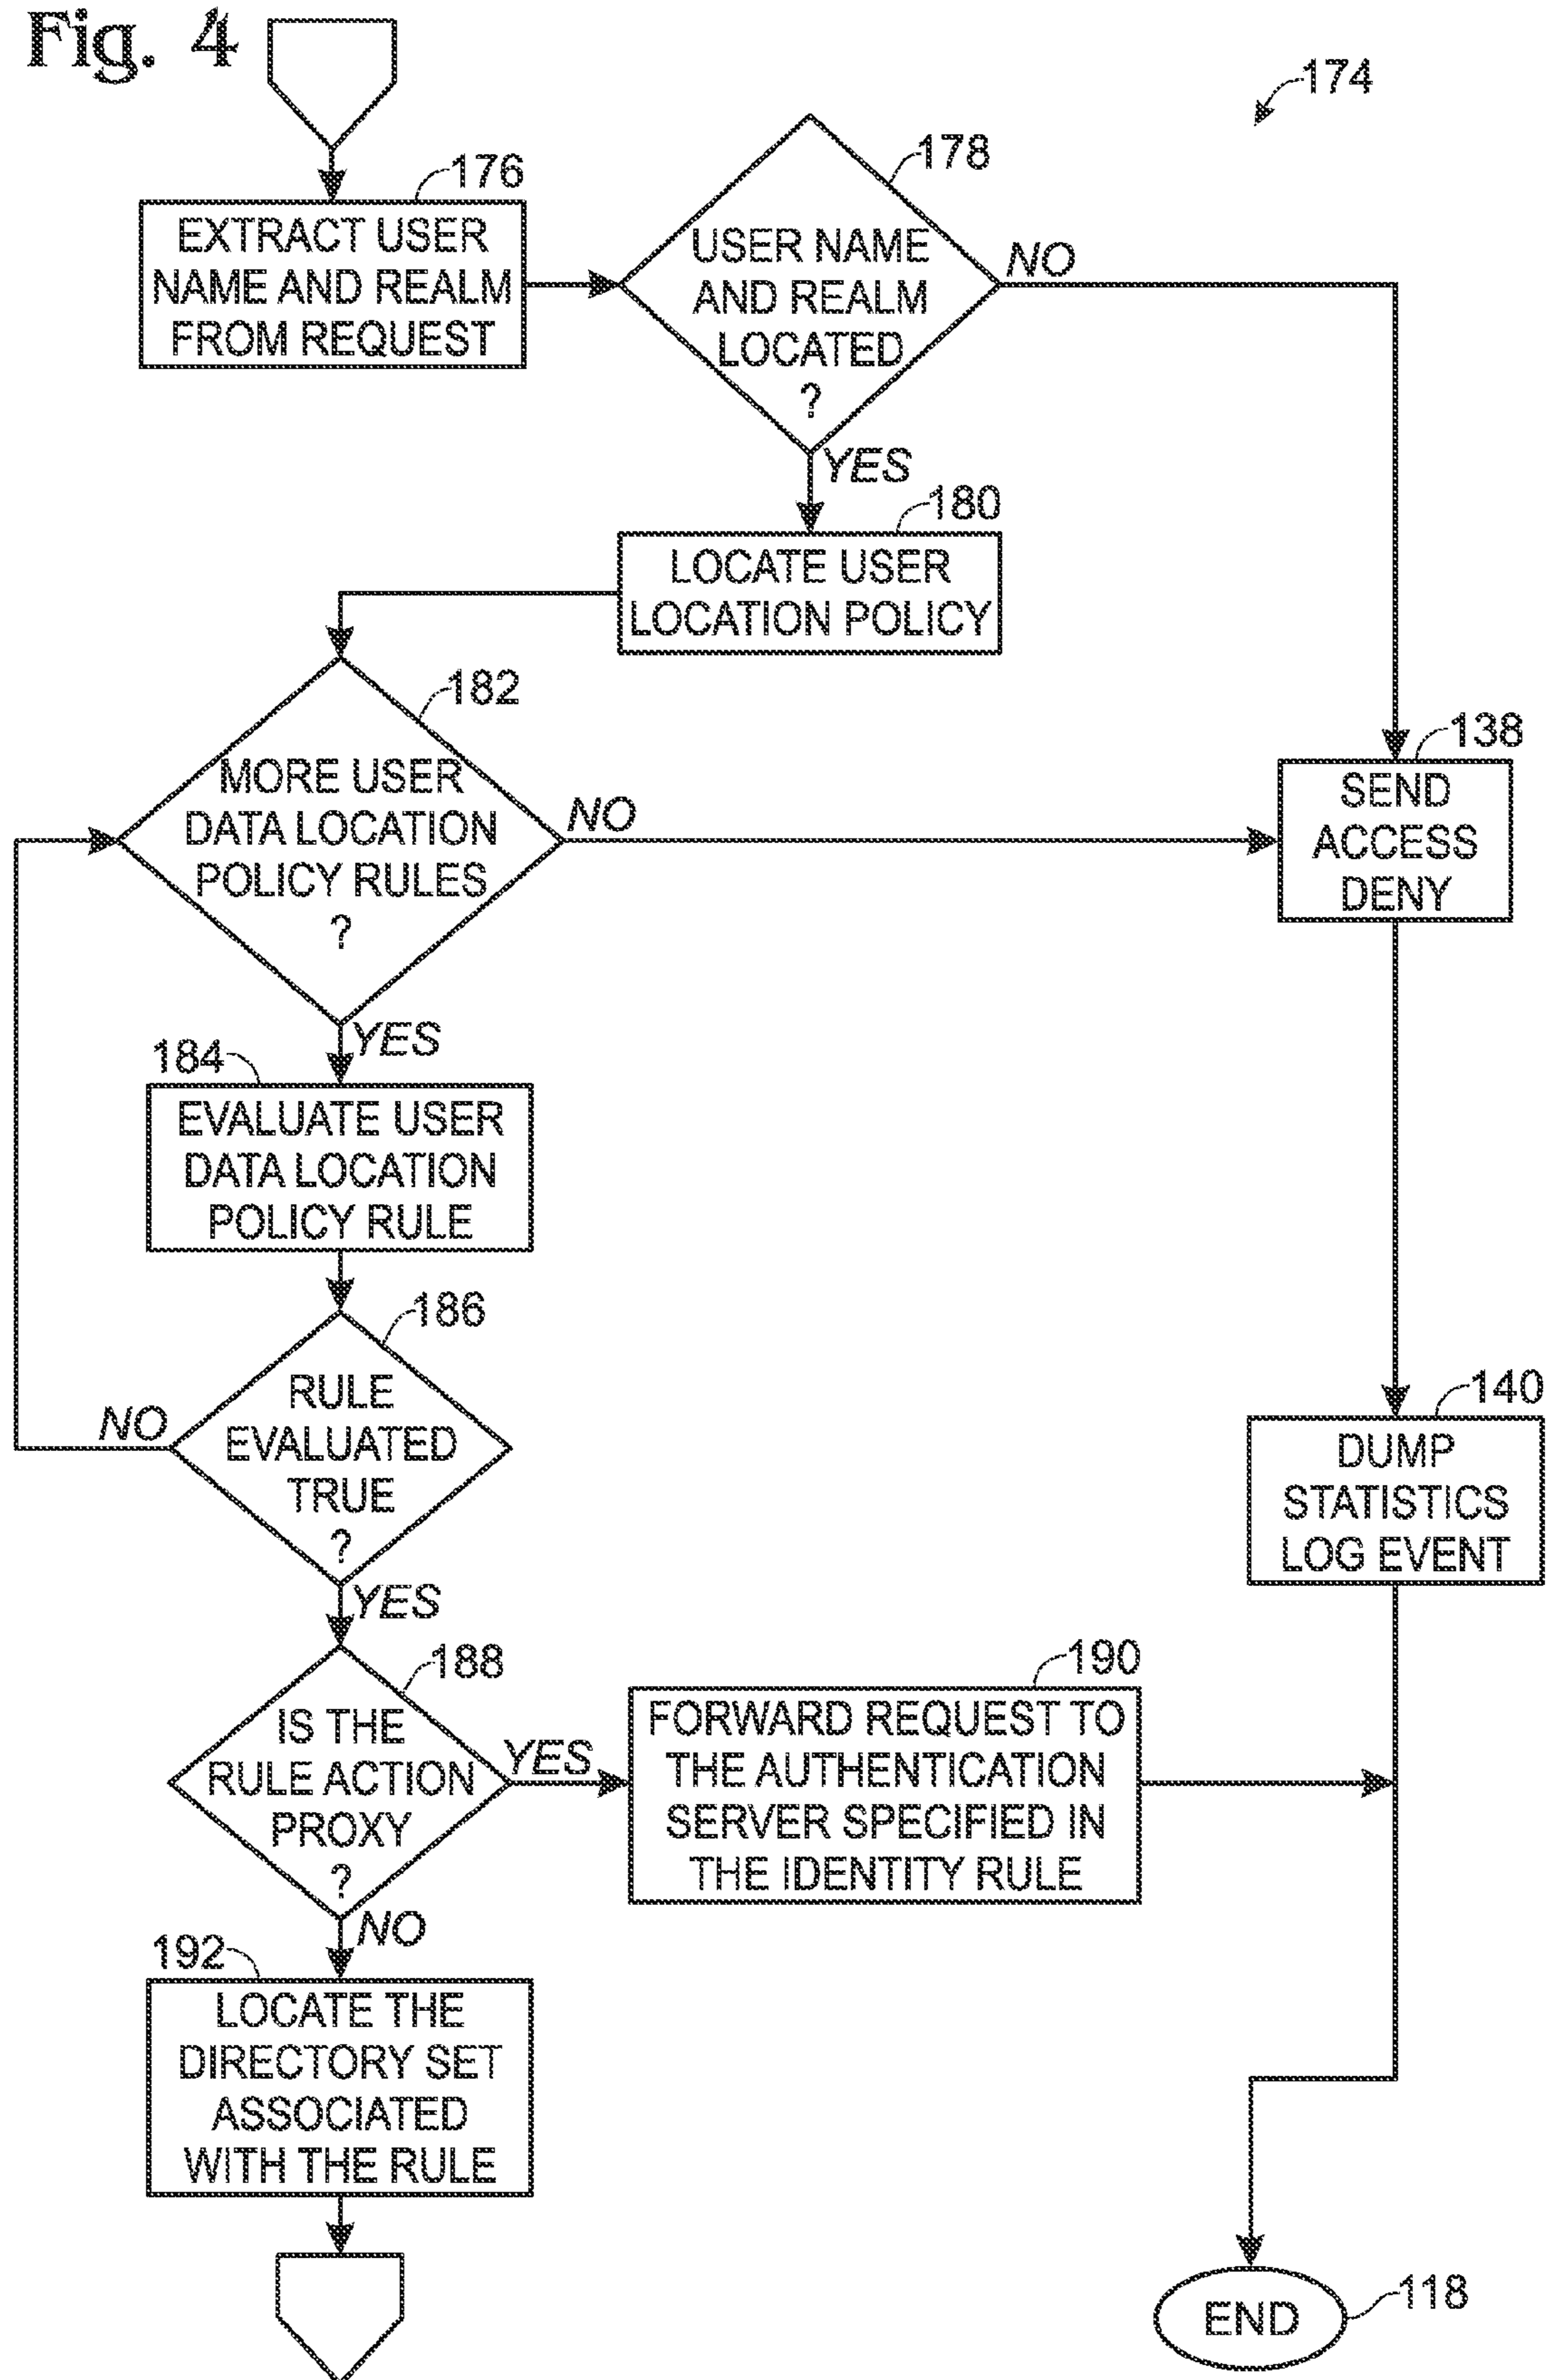 Fig. 4
174
176
EXTRACT USER
NAME AND REALM
FROM REQUEST
178
USER NAME
AND REALM
LOCATED
?
NO
YES
180
LOCATE USER
LOCATION POLICY
182
MORE USER
DATA LOCATION
POLICY RULES
?
NO
138
SEND
ACCESS
DENY
YES
184
EVALUATE USER
DATA LOCATION
POLICY RULE
186
RULE
EVALUATED
TRUE
?
NO
140
DUMP
STATISTICS
LOG EVENT
YES
188
IS THE
RULE ACTION
PROXY
?
YES
190
FORWARD REQUEST TO
THE AUTHENTICATION
SERVER SPECIFIED IN
THE IDENTITY RULE
NO
192
LOCATE THE
DIRECTORY SET
ASSOCIATED
WITH THE RULE
END
118